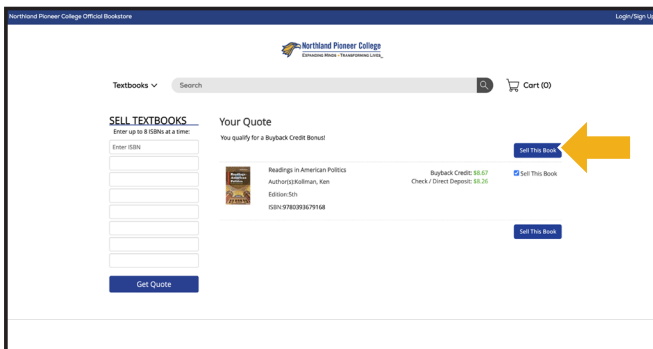 Northland Pioneer College Official Bookstore
Login/Sign Up
Northland Pioneer College
Expanding Minds • Transforming Lives
Textbooks
Search
Cart (0)
SELL TEXTBOOKS
Enter up to 8 ISBNs at a time:
Enter ISBN
Get Quote
Your Quote
You qualify for a Buyback Credit Bonus!
Sell This Book
Readings in American Politics
Author(s):Kollman, Ken
Edition:5th
ISBN:9780393679168
Buyback Credit: $8.67
Check / Direct Deposit: $8.26
Sell This Book
Sell This Book